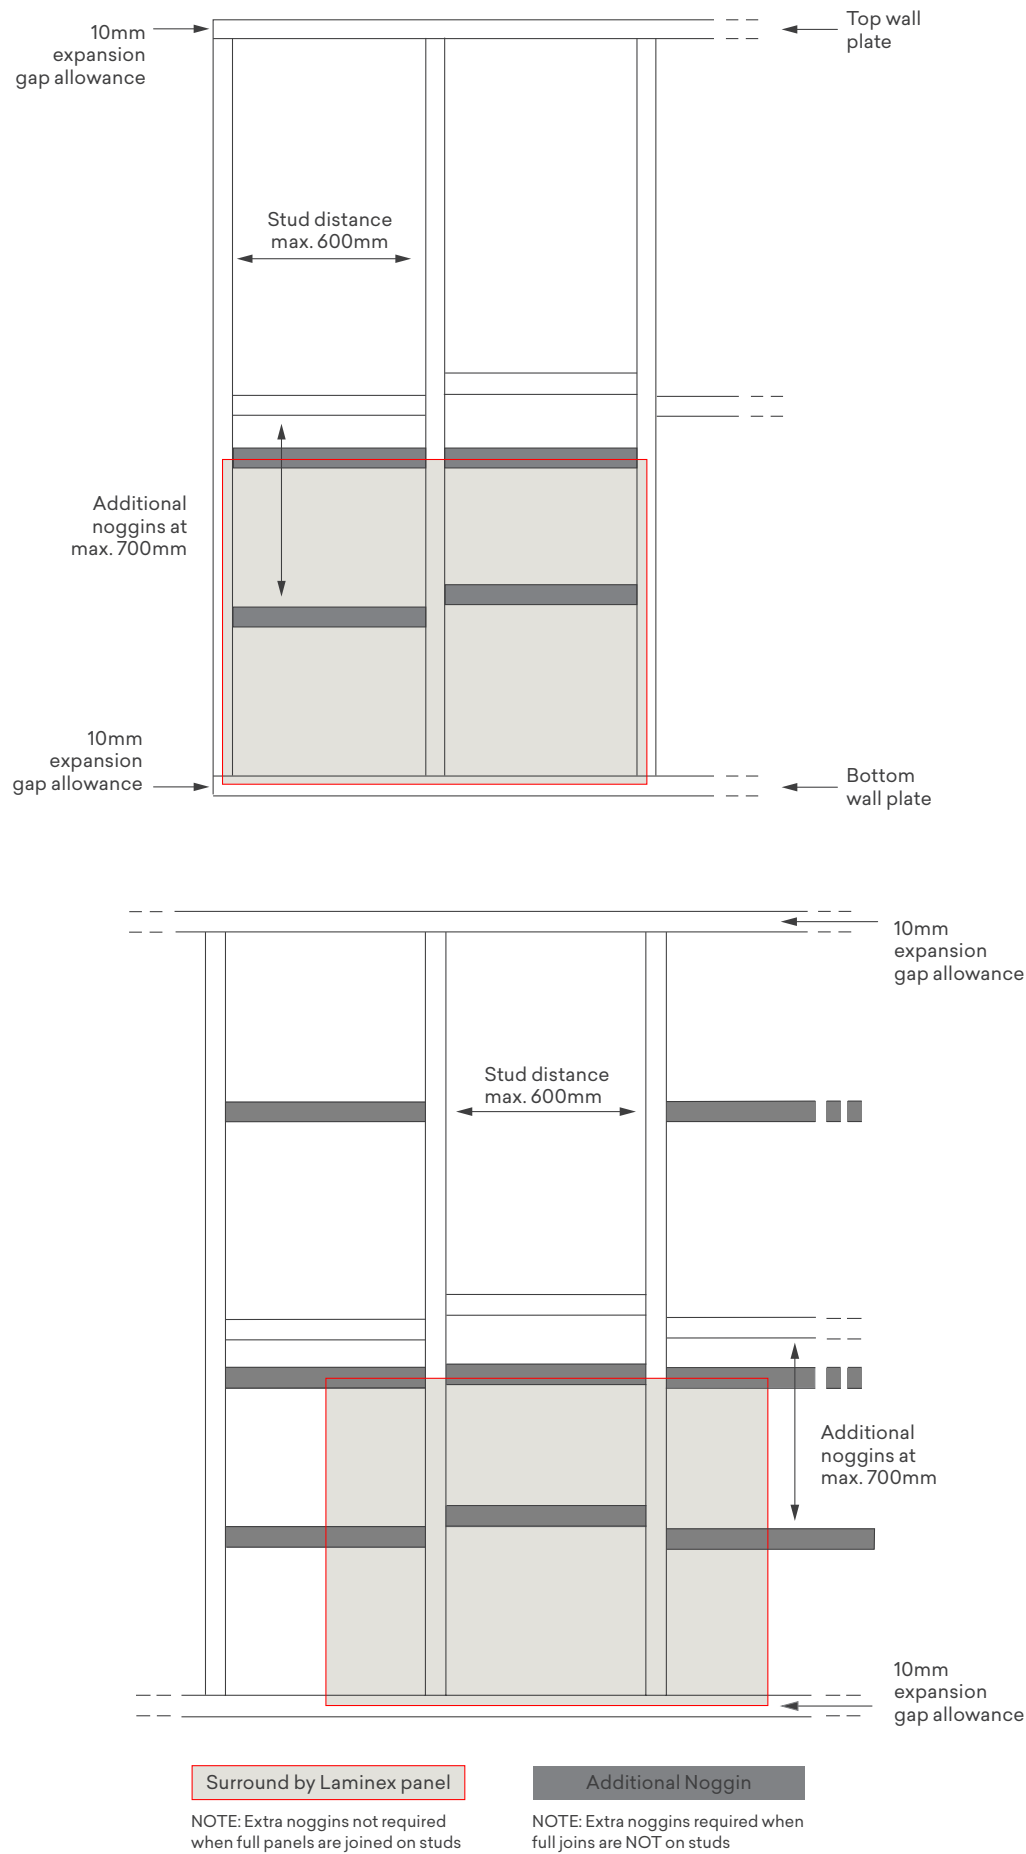 10mm
expansion
gap allowance
Top wall
plate
Stud distance
max. 600mm
Additional
noggins at
max. 700mm
10mm
expansion
gap allowance
Bottom
wall plate
10mm
expansion
gap allowance
Stud distance
max. 600mm
Additional
noggins at
max. 700mm
10mm
expansion
gap allowance
Surround by Laminex panel
NOTE: Extra noggins not required
when full panels are joined on studs
Additional Noggin
NOTE: Extra noggins required when
full joins are NOT on studs